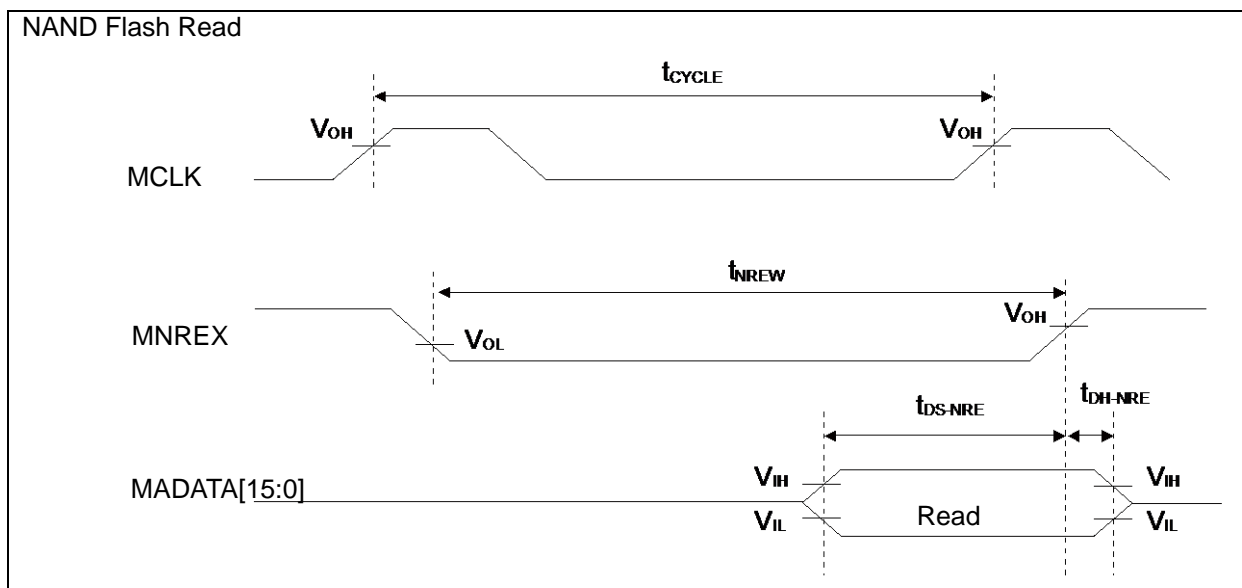 NAND Flash Read
tCYCLE
VOH VOH
MCLK
tNREW
VOH
MNREX VOL
tDS-NRE tDH-NRE
VIH VIH
MADATA[15:0]
Read
VIL VIL